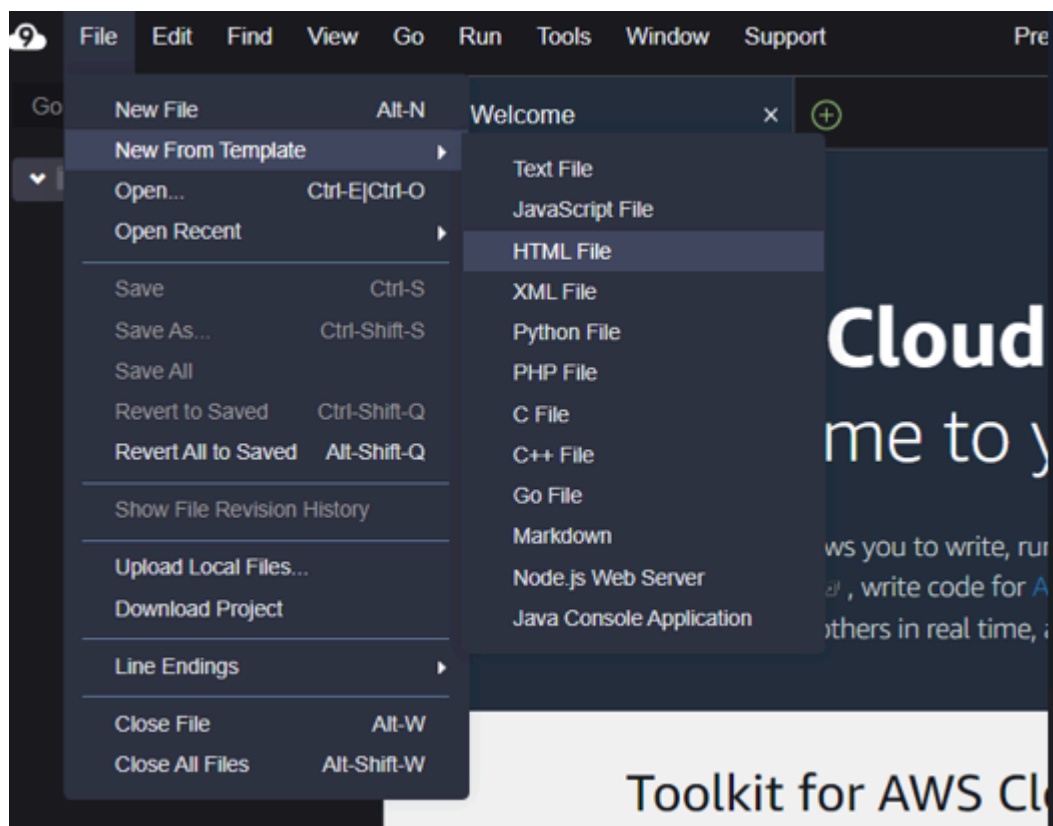 9 File Edit Find View Go Run Tools Window Support Pre
Go
New File Alt-N
New From Template
Open... Ctrl-E|Ctrl-O
Open Recent
Save Ctrl-S
Save As... Ctrl-Shift-S
Save All
Revert to Saved Ctrl-Shift-Q
Revert All to Saved Alt-Shift-Q
Show File Revision History
Upload Local Files...
Download Project
Line Endings
Close File Alt-W
Close All Files Alt-Shift-W
Welcome ×
Text File
JavaScript File
HTML File
XML File
Python File
PHP File
C File
C++ File
Go File
Markdown
Node.js Web Server
Java Console Application
Cloud
me to y
ws you to write, run
, write code for A
others in real time, a
Toolkit for AWS Clo